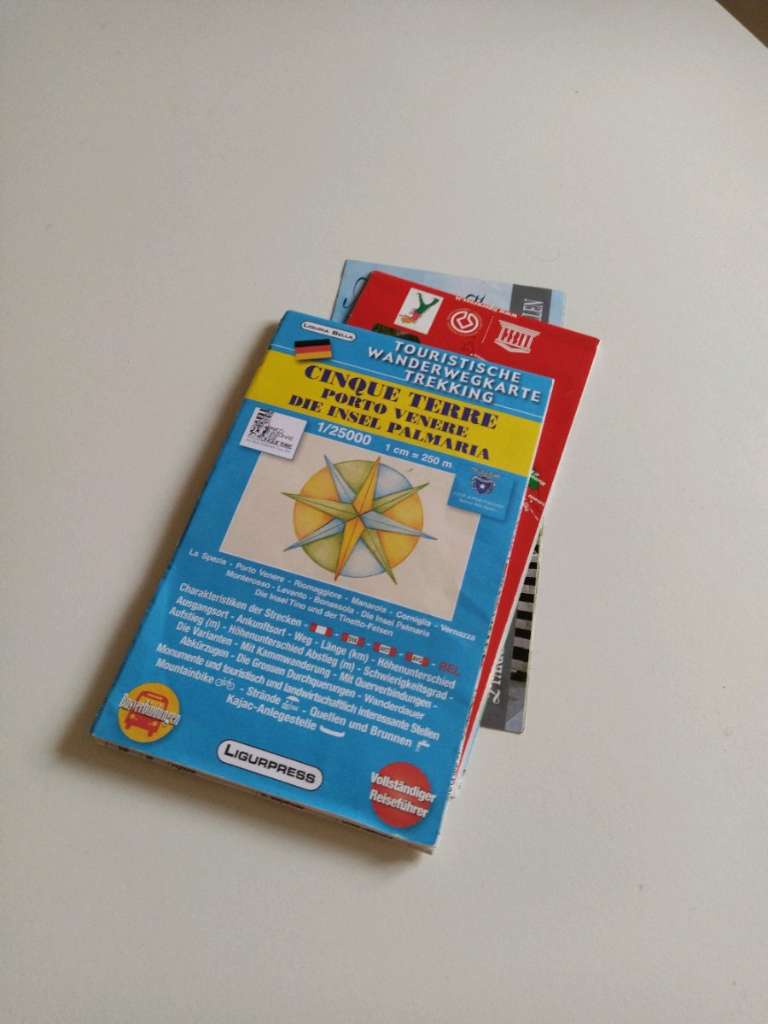 LIGURIA BELLA
TOURISTISCHE
WANDERWEGKARTE
TREKKING
CINQUE TERRE
PORTO VENERE
DIE INSEL PALMARIA
1/25000 1 cm = 250 m
La Spezia - Porto Venere - Riomaggiore - Manarola - Corniglia - Vernazza
Monterosso - Levanto - Bonassola - Die Insel Palmaria
Die Insel Tino und der Tinetto-Felsen
Charakteristiken der Strecken - - - - - REL
Ausgangsort - Ankunftsort - Weg - Länge (km) - Höhenunterschied
Aufstieg (m) - Höhenunterschied Abstieg (m) - Schwierigkeitsgrad -
Die Varianten - Mit Kammwanderung - Mit Querverbindungen -
Abkürzugen - Die Grossen Durchquerungen - Wanderdauer
Monumente und touristisch und landwirtschaftlich interessante Stellen
Mountainbike - Strände - Quellen und Brunnen
Kajac-Anlegestelle
Busverbindungen
LIGURPRESS
Vollständiger
Reiseführer
LLEN